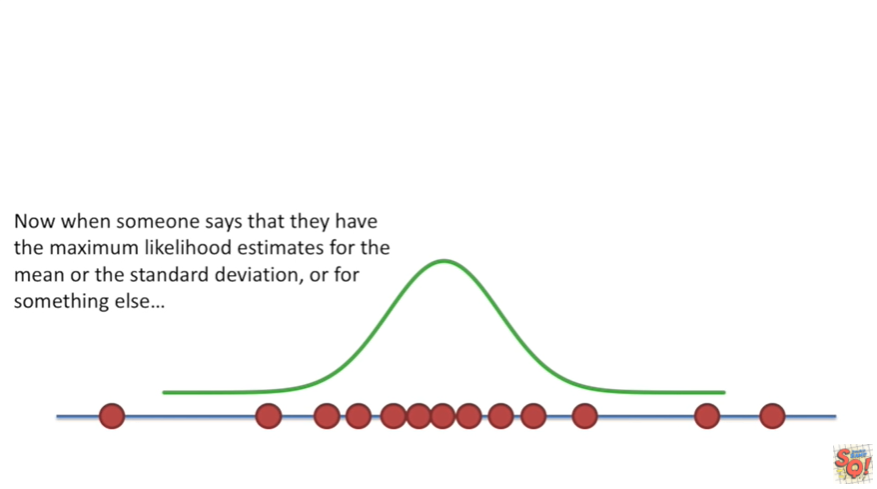 Now when someone says that they have
the maximum likelihood estimates for the
mean or the standard deviation, or for
something else...
SQ!